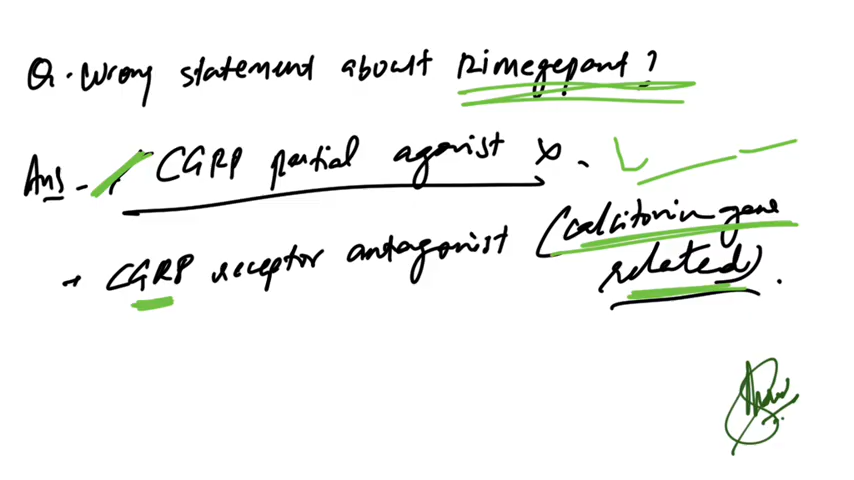 Q. Wrong statement about Rimegepant?
Ans - CGRP partial agonist x.
→ CGRP receptor antagonist (calcitonin gene
related).